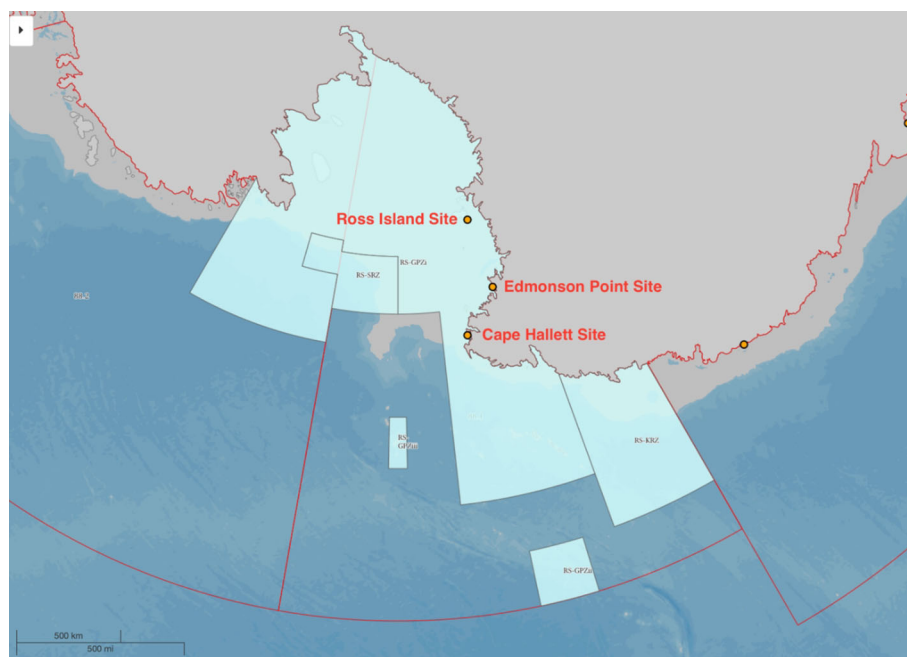 Ross Island Site
RS-GPZi
RS-SRZ
Edmonson Point Site
Cape Hallett Site
RS-
RS-KRZ
RS-GPZii
500 km
500 mi